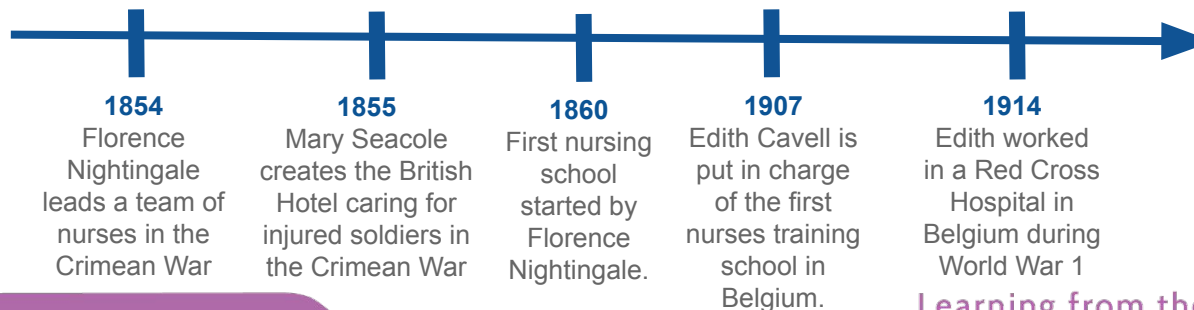 1854
Florence
Nightingale
leads a team of
nurses in the
Crimean War
1855
Mary Seacole
creates the British
Hotel caring for
injured soldiers in
the Crimean War
1860
First nursing
school
started by
Florence
Nightingale.
1907
Edith Cavell is
put in charge
of the first
nurses training
school in
Belgium.
1914
Edith worked
in a Red Cross
Hospital in
Belgium during
World War 1
Learning from the